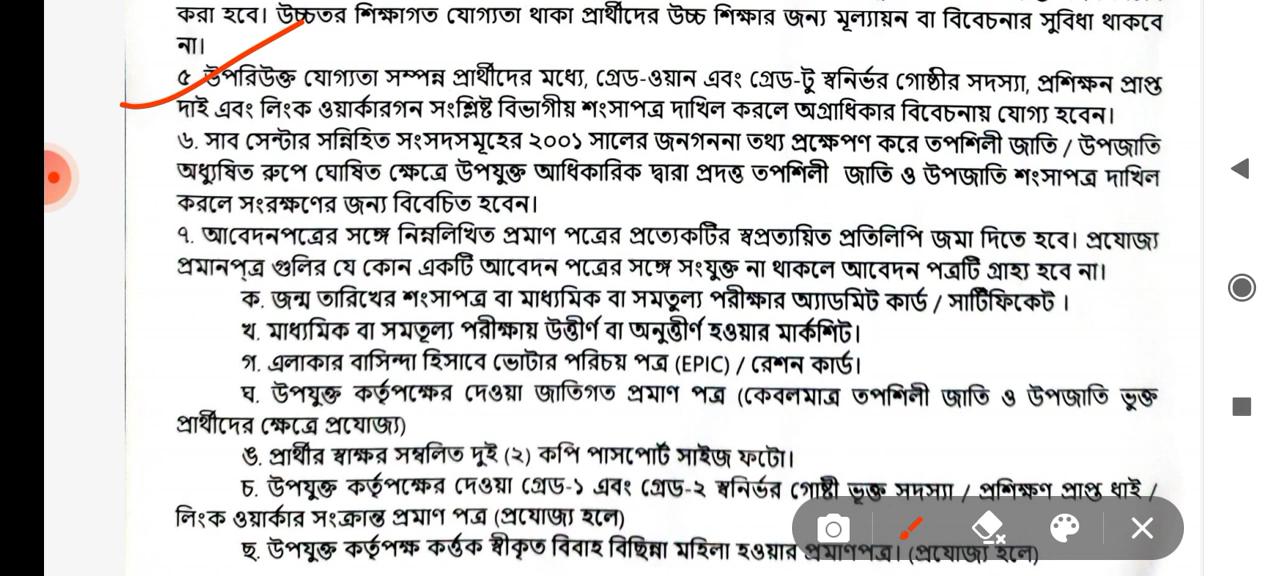 করা হবে। উচ্চতর শিক্ষাগত যোগ্যতা থাকা প্রার্থীদের উচ্চ শিক্ষার জন্য মূল্যায়ন বা বিবেচনার সুবিধা থাকবে
না।
৫. উপরিউক্ত যোগ্যতা সম্পন্ন প্রার্থীদের মধ্যে, গ্রেড-ওয়ান এবং গ্রেড-টু স্বনির্ভর গোষ্ঠীর সদস্যা, প্রশিক্ষন প্রাপ্ত
দাই এবং লিংক ওয়ার্কারগন সংশ্লিষ্ট বিভাগীয় শংসাপত্র দাখিল করলে অগ্রাধিকার বিবেচনায় যোগ্য হবেন।
৬. সাব সেন্টার সন্নিহিত সংসদসমূহের ২০০১ সালের জনগননা তথ্য প্রক্ষেপণ করে তপশিলী জাতি / উপজাতি
অধ্যুষিত রুপে ঘোষিত ক্ষেত্রে উপযুক্ত আধিকারিক দ্বারা প্রদত্ত তপশিলী জাতি ও উপজাতি শংসাপত্র দাখিল
করলে সংরক্ষণের জন্য বিবেচিত হবেন।
৭. আবেদনপত্রের সঙ্গে নিম্নলিখিত প্রমাণ পত্রের প্রত্যেকটির স্বপ্রত্যয়িত প্রতিলিপি জমা দিতে হবে। প্রযোজ্য
প্রমানপত্র গুলির যে কোন একটি আবেদন পত্রের সঙ্গে সংযুক্ত না থাকলে আবেদন পত্রটি গ্রাহ্য হবে না।
ক. জন্ম তারিখের শংসাপত্র বা মাধ্যমিক বা সমতুল্য পরীক্ষার অ্যাডমিট কার্ড / সার্টিফিকেট।
খ. মাধ্যমিক বা সমতূল্য পরীক্ষায় উত্তীর্ণ বা অনুত্তীর্ণ হওয়ার মার্কশিট।
গ. এলাকার বাসিন্দা হিসাবে ভোটার পরিচয় পত্র (EPIC) / রেশন কার্ড।
ঘ. উপযুক্ত কর্তৃপক্ষের দেওয়া জাতিগত প্রমাণ পত্র (কেবলমাত্র তপশিলী জাতি ও উপজাতি ভুক্ত
প্রার্থীদের ক্ষেত্রে প্রযোজ্য)
ঙ. প্রার্থীর স্বাক্ষর সম্বলিত দুই (২) কপি পাসপোর্ট সাইজ ফটো।
চ. উপযুক্ত কর্তৃপক্ষের দেওয়া গ্রেড-১ এবং গ্রেড-২ স্বনির্ভর গোষ্ঠী ভুক্ত সদস্যা / প্রশিক্ষণ প্রাপ্ত ধাই /
লিংক ওয়ার্কার সংক্রান্ত প্রমাণ পত্র (প্রযোজ্য হলে)
ছ. উপযুক্ত কর্তৃপক্ষ কর্ত্তক স্বীকৃত বিবাহ বিছিন্না মহিলা হওয়ার প্রমাণপত্র। (প্রযোজ্য হলে)